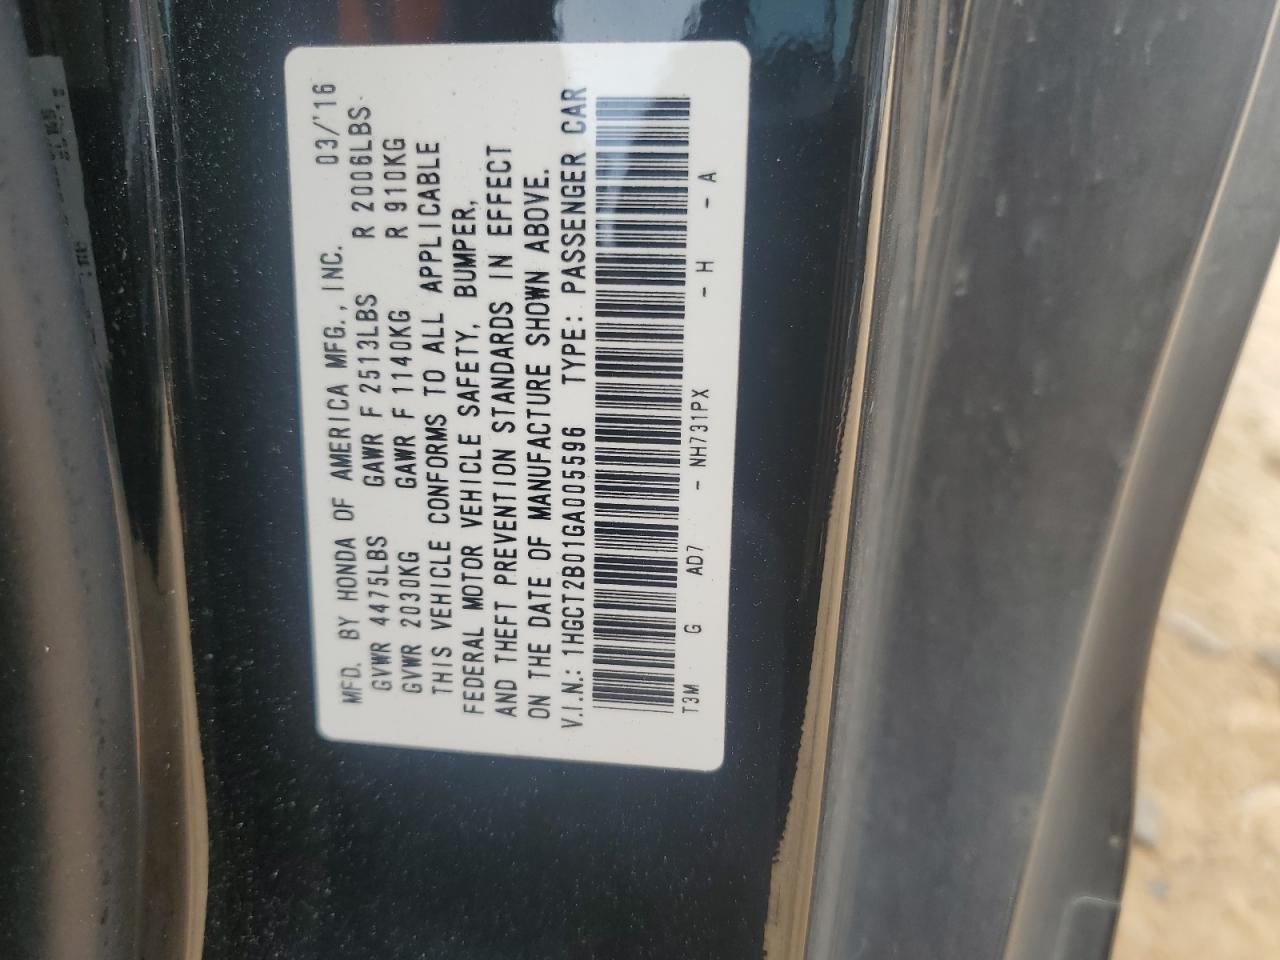 MFD. BY HONDA OF AMERICA MFG., INC. 03/'16
GVWR 4475LBS GAWR F 2513LBS R 2006LBS
GVWR 2030KG GAWR F 1140KG R 910KG
THIS VEHICLE CONFORMS TO ALL APPLICABLE
FEDERAL MOTOR VEHICLE SAFETY, BUMPER,
AND THEFT PREVENTION STANDARDS IN EFFECT
ON THE DATE OF MANUFACTURE SHOWN ABOVE.
V.I.N.: 1HGCT2B01GA005596 TYPE: PASSENGER CAR
T3M G AD7 - NH731PX - H - A